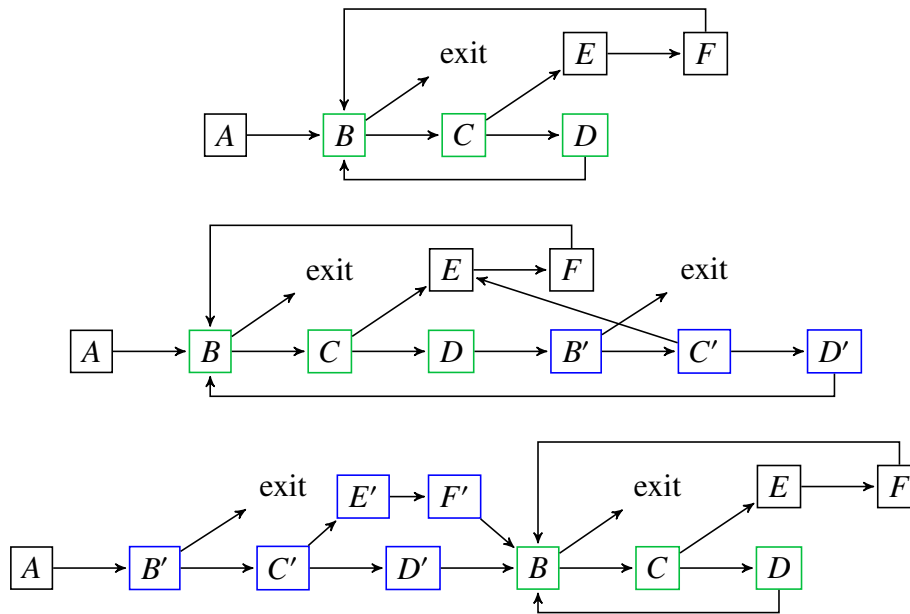 exit E F
A B C D
exit E F exit
A B C D B′ C′ D′
exit E′ F′ exit E F
A B′ C′ D′ B C D